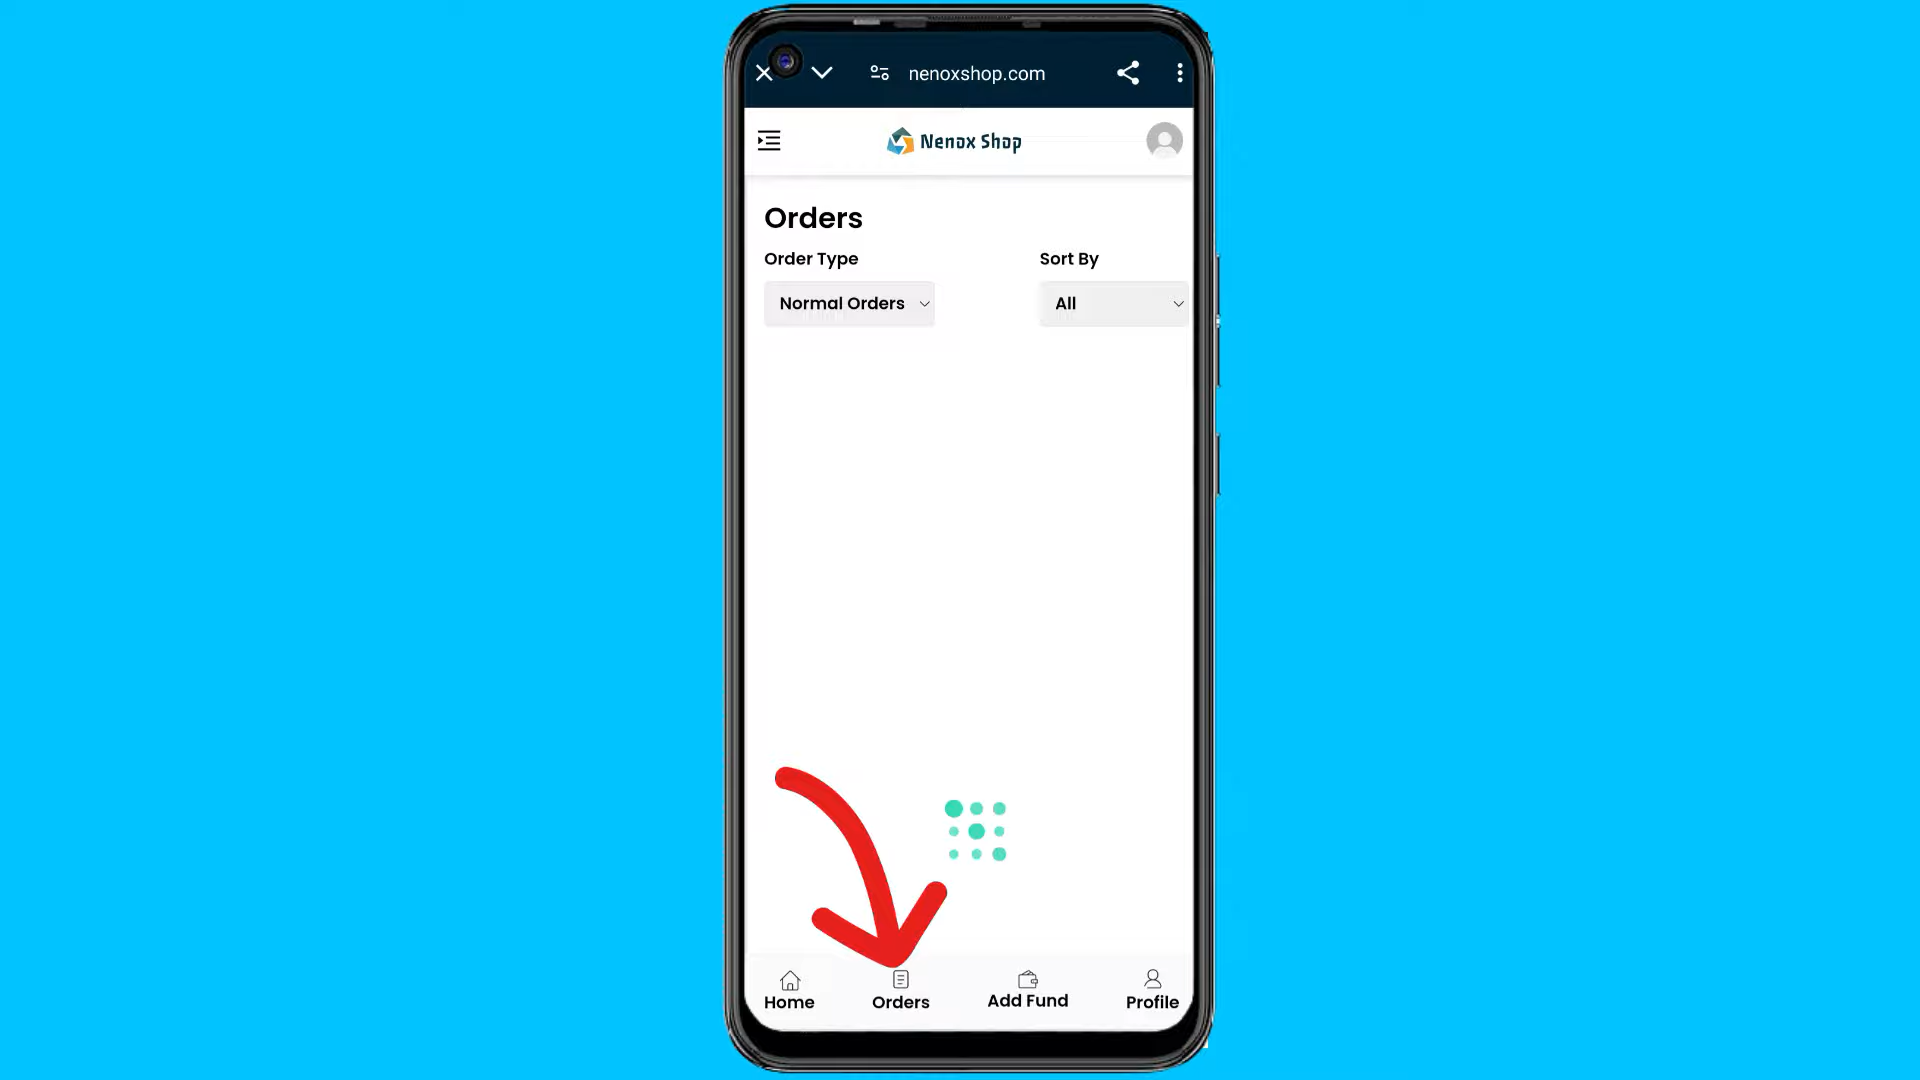 nenoxshop.com
Nenox Shop
Orders
Order Type
Sort By
Normal Orders
All
Home
Orders
Add Fund
Profile